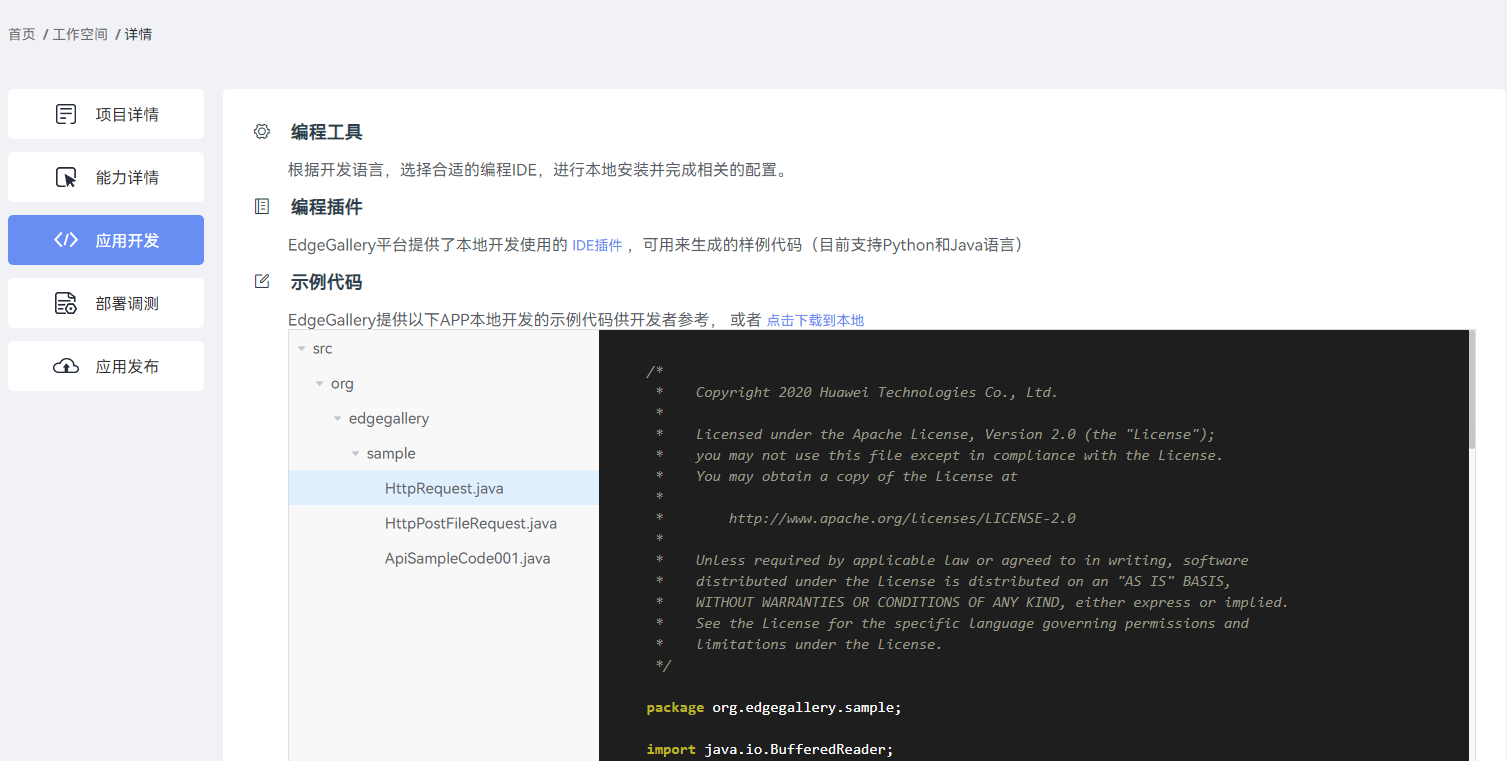 首页 / 工作空间 / 详情
项目详情
能力详情
应用开发
部署调测
应用发布
编程工具
根据开发语言，选择合适的编程IDE，进行本地安装并完成相关的配置。
编程插件
EdgeGallery平台提供了本地开发使用的 IDE插件 ，可用来生成的样例代码（目前支持Python和Java语言）
示例代码
EdgeGallery提供以下APP本地开发的示例代码供开发者参考， 或者 点击下载到本地
src
org
edgegallery
sample
HttpRequest.java
HttpPostFileRequest.java
ApiSampleCode001.java
/*
*    Copyright 2020 Huawei Technologies Co., Ltd.
*
*    Licensed under the Apache License, Version 2.0 (the "License");
*    you may not use this file except in compliance with the License.
*    You may obtain a copy of the License at
*
*        http://www.apache.org/licenses/LICENSE-2.0
*
*    Unless required by applicable law or agreed to in writing, software
*    distributed under the License is distributed on an "AS IS" BASIS,
*    WITHOUT WARRANTIES OR CONDITIONS OF ANY KIND, either express or implied.
*    See the License for the specific language governing permissions and
*    limitations under the License.
*/
package org.edgegallery.sample;
import java.io.BufferedReader;